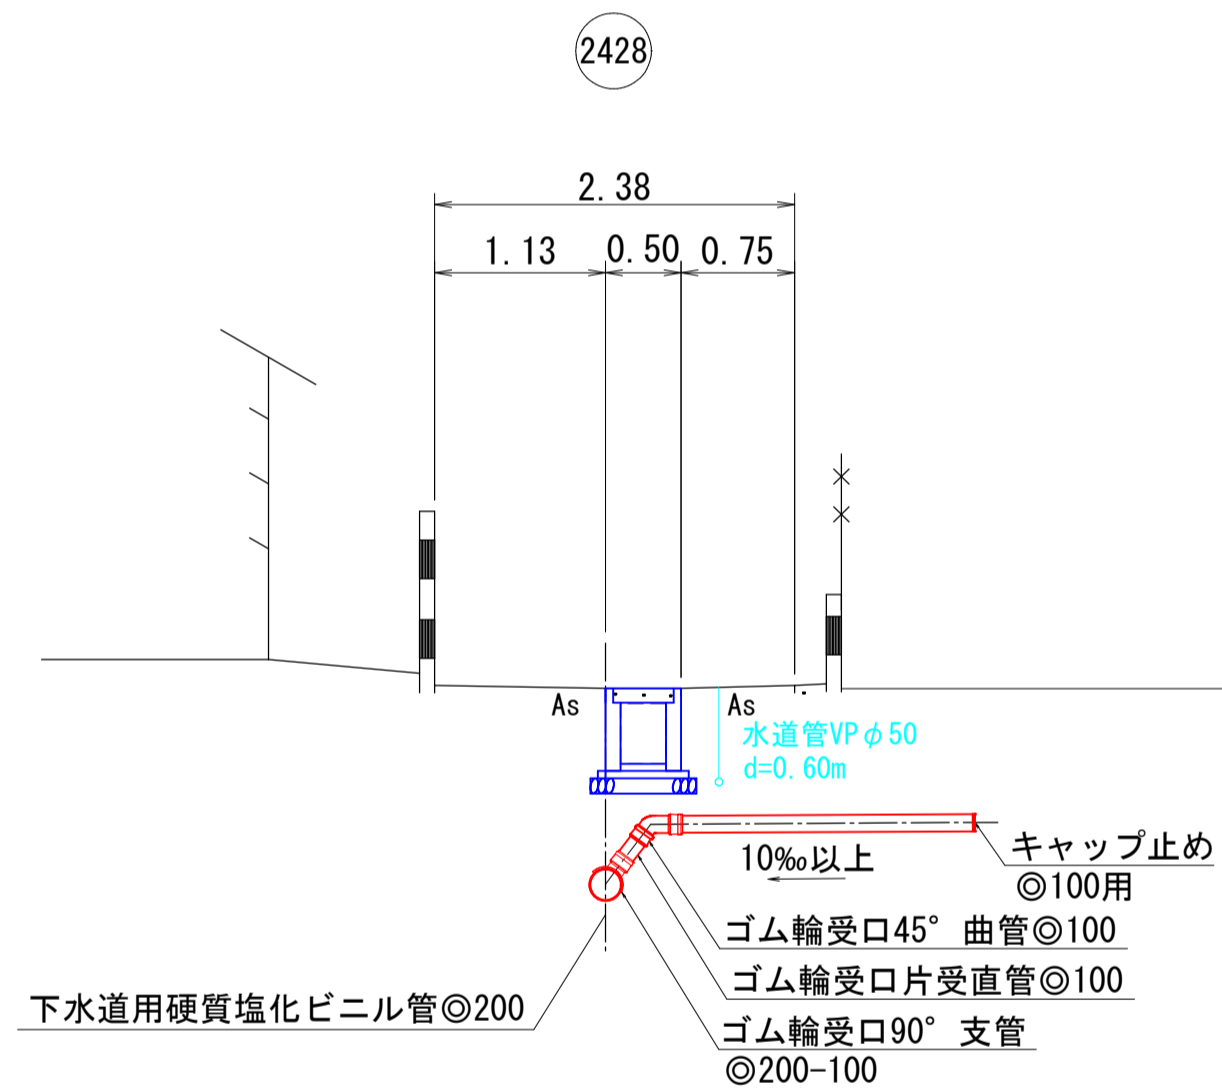 2428
2.38
1.13 0.50 0.75
As As
水道管VPφ50
d=0.60m
10‰以上
キャップ止め
◎100用
ゴム輪受口45° 曲管◎100
ゴム輪受口片受直管◎100
下水道用硬質塩化ビニル管◎200
ゴム輪受口90° 支管
◎200-100